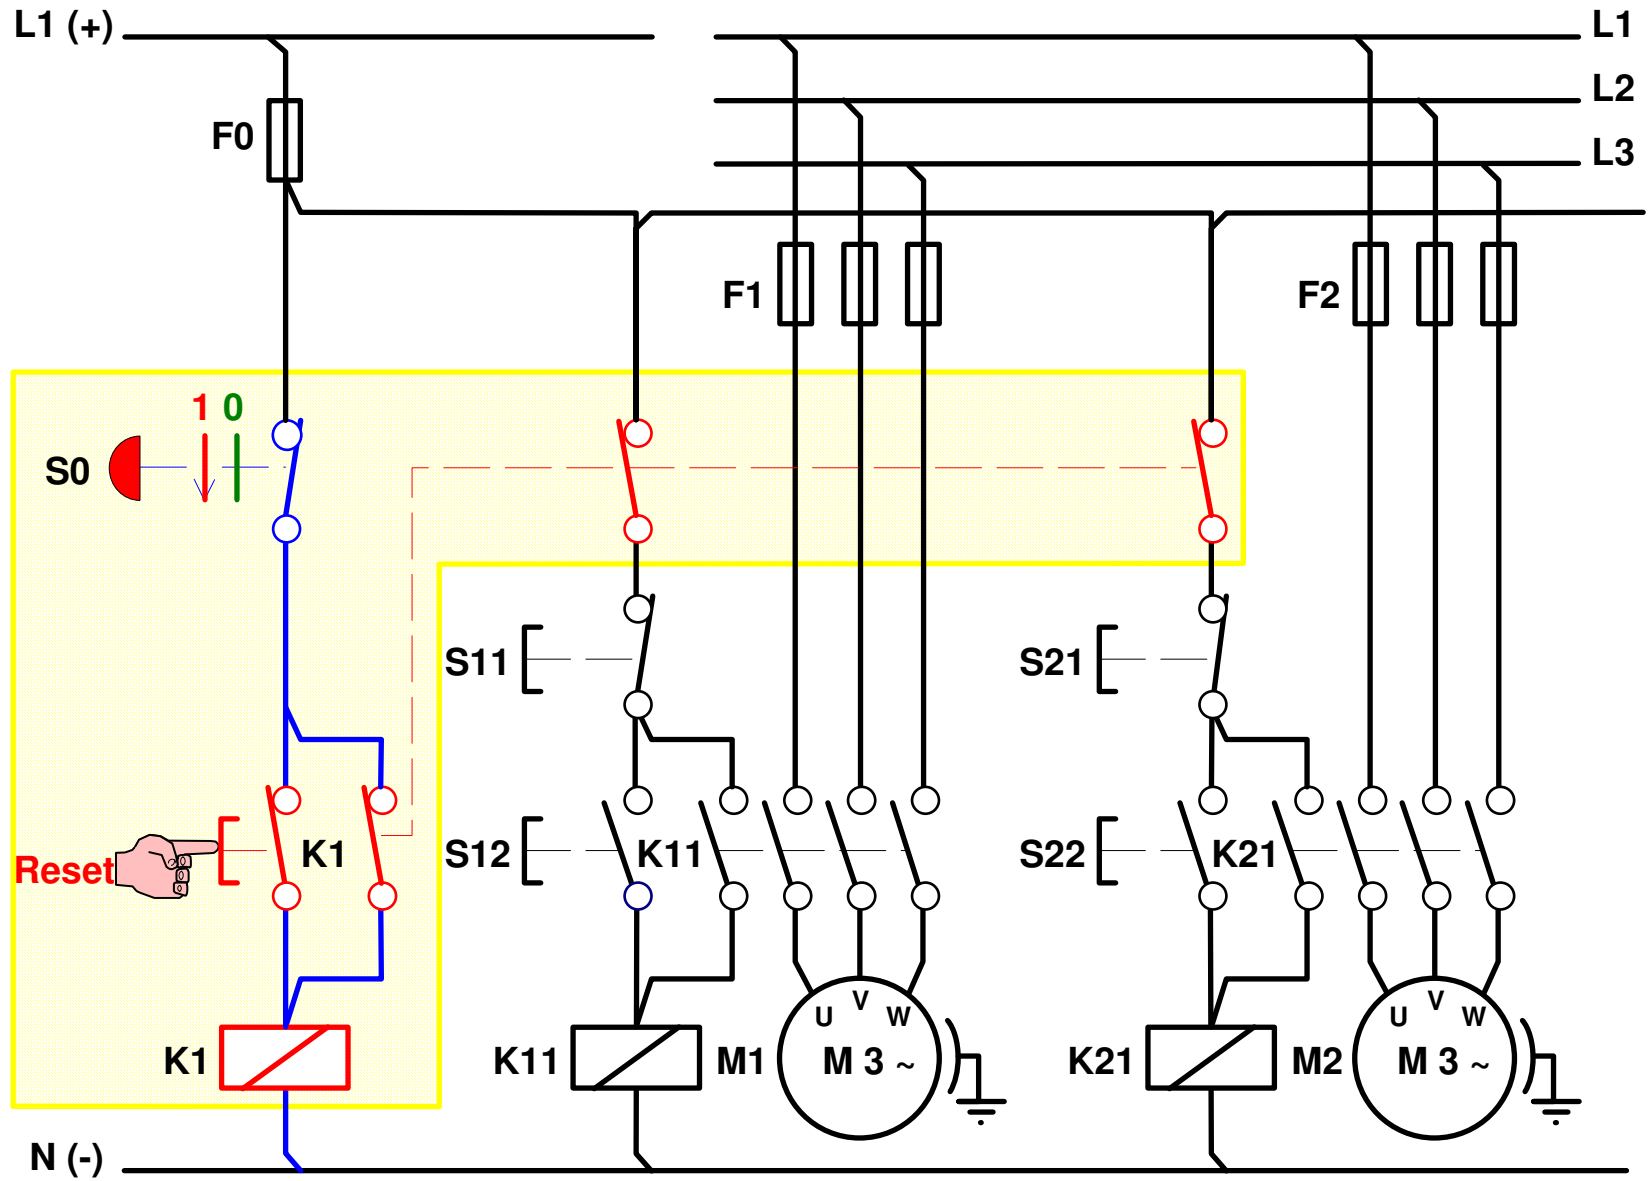 L1 (+)
L1
L2
F0
L3
F1
F2
1 0
S0
S11
S21
Reset
K1
S12
K11
S22
K21
U V W
U V W
K1
K11
M1
M 3 ~
K21
M2
M 3 ~
N (-)